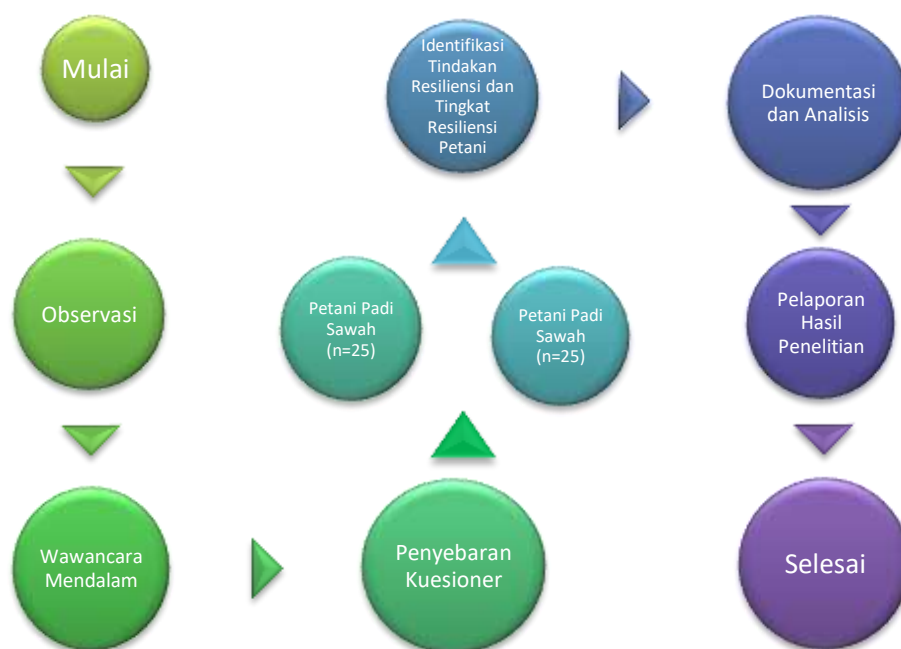 Mulai
Observasi
Wawancara
Mendalam
Penyebaran
Kuesioner
Petani Padi
Sawah
(n=25)
Petani Padi
Sawah
(n=25)
Identifikasi
Tindakan
Resiliensi dan
Tingkat
Resiliensi
Petani
Dokumentasi
dan Analisis
Pelaporan
Hasil
Penelitian
Selesai